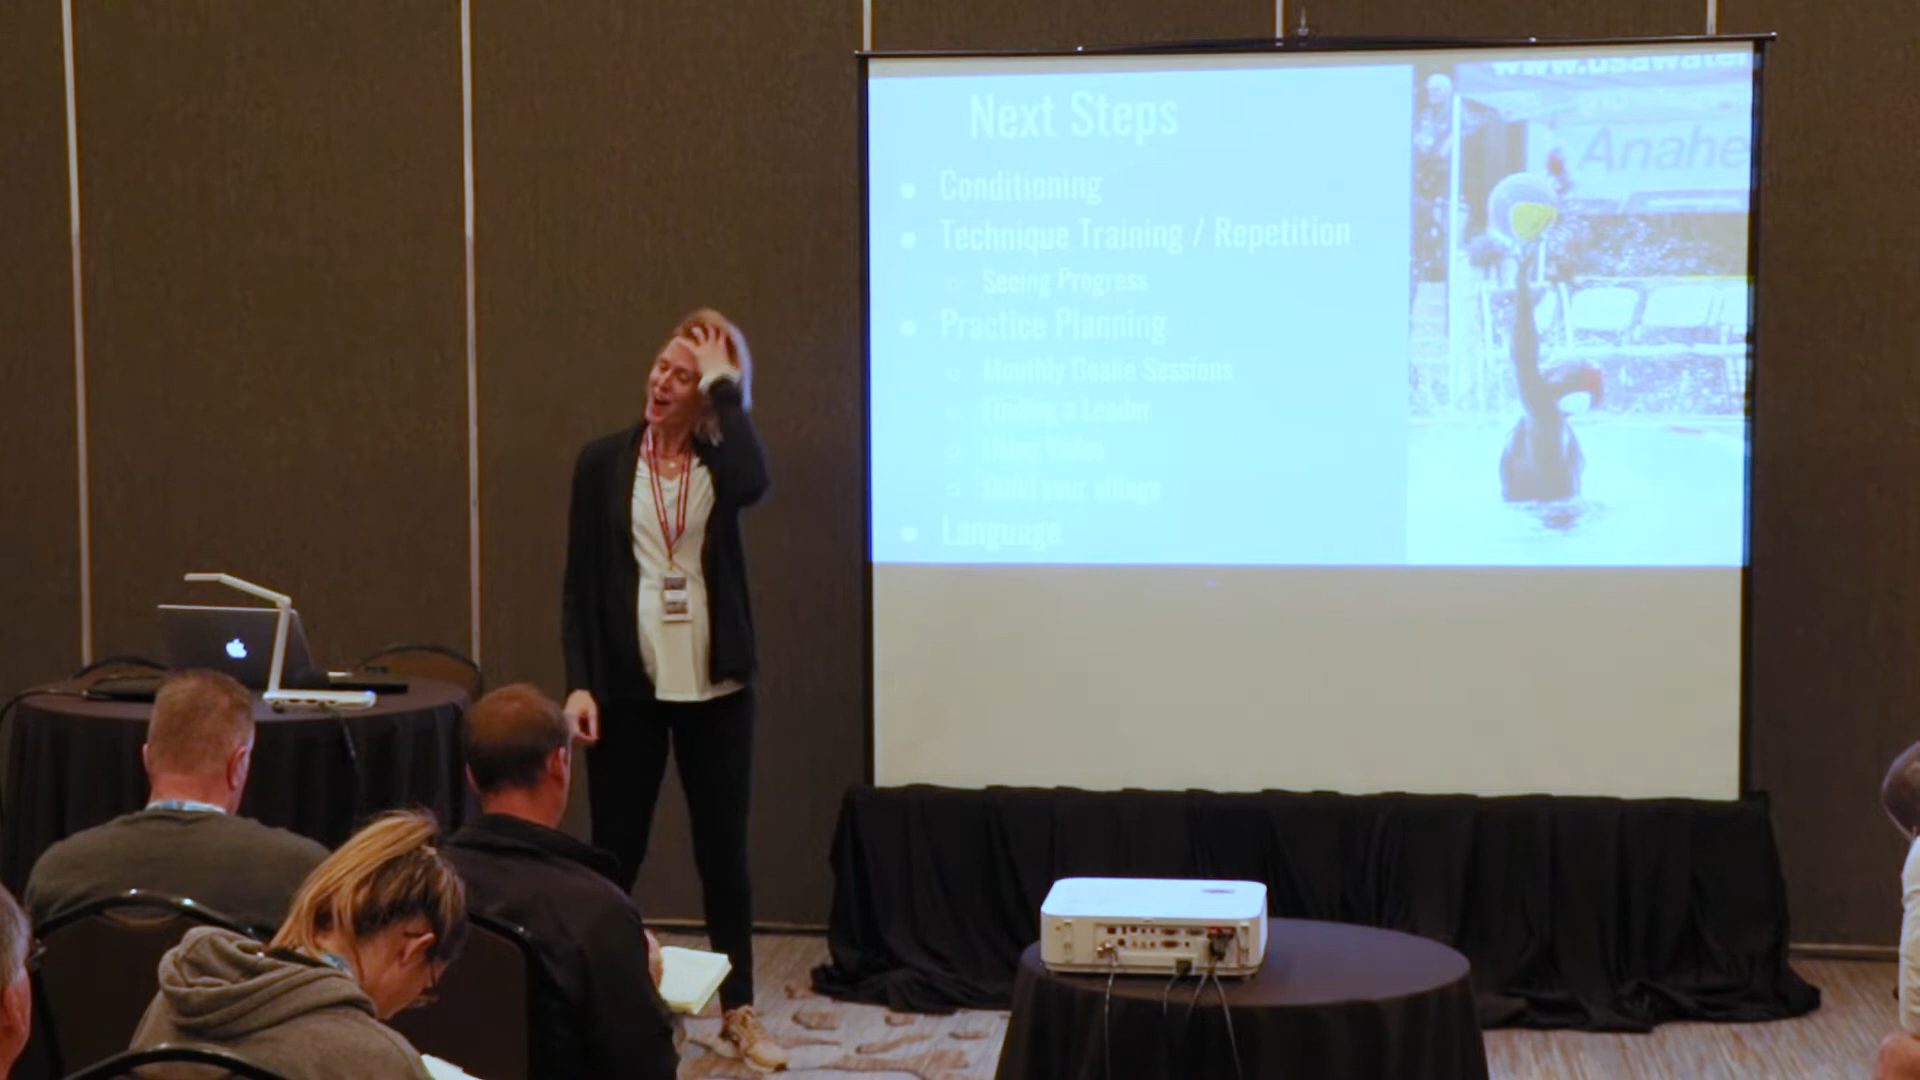 www.usawater
Anahe
Next Steps
Conditioning
Technique Training / Repetition
Seeing Progress
Practice Planning
Monthly Goalie Sessions
Finding a Leader
Using Video
Build your village
Language